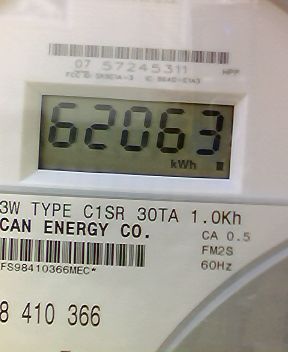 07 57245311
62063
kWh
3W TYPE C1SR 30TA 1.0Kh
CAN ENERGY CO.
CA 0.5
FM2S
FS98410366MEC*
60Hz
8 410 366